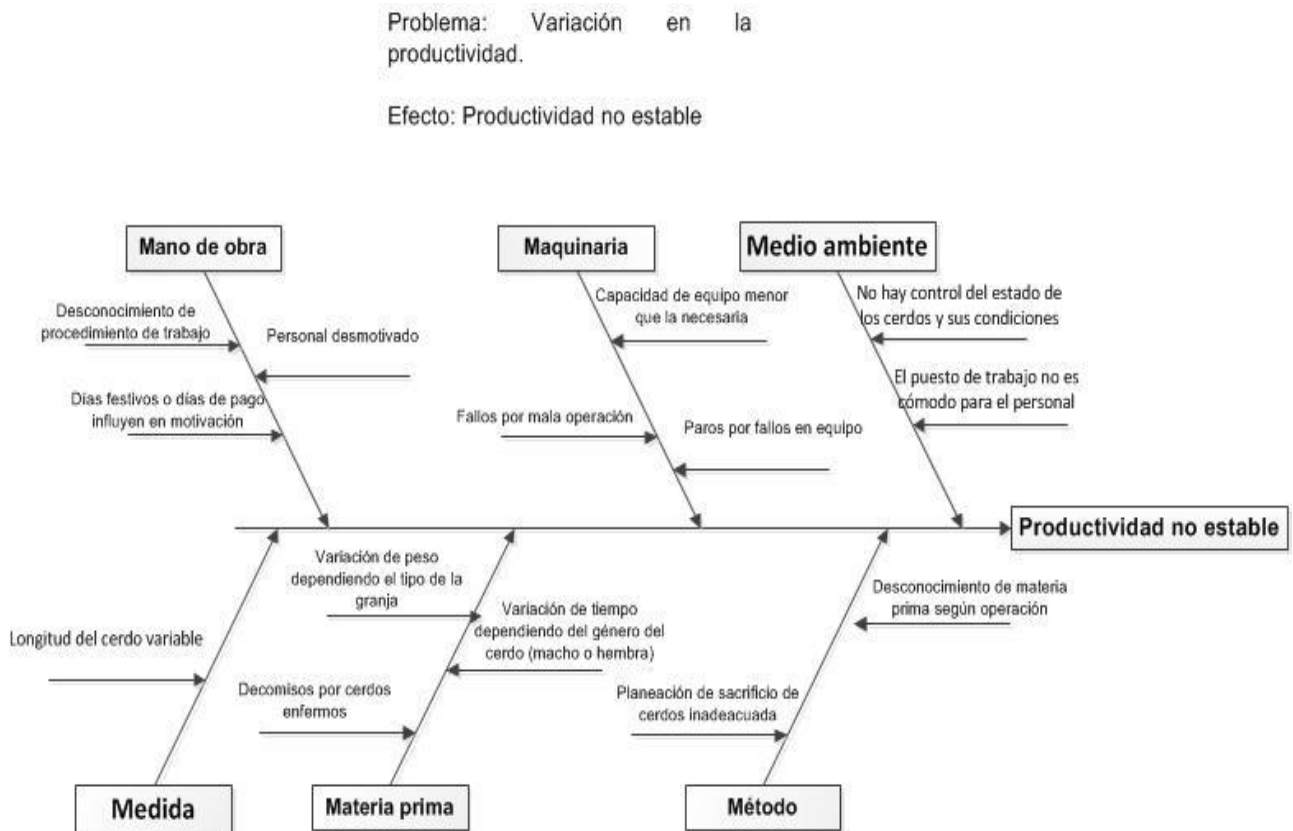 Problema: Variación en la
productividad.
Efecto: Productividad no estable
Mano de obra
Maquinaria
Medio ambiente
Desconocimiento de
procedimiento de trabajo
Personal desmotivado
Días festivos o días de pago
influyen en motivación
Capacidad de equipo menor
que la necesaria
Fallos por mala operación
Paros por fallos en equipo
No hay control del estado de
los cerdos y sus condiciones
El puesto de trabajo no es
cómodo para el personal
Productividad no estable
Longitud del cerdo variable
Variación de peso
dependiendo el tipo de la
granja
Variación de tiempo
dependiendo del género del
cerdo (macho o hembra)
Decomisos por cerdos
enfermos
Desconocimiento de materia
prima según operación
Planeación de sacrificio de
cerdos inadeacuada
Medida
Materia prima
Método